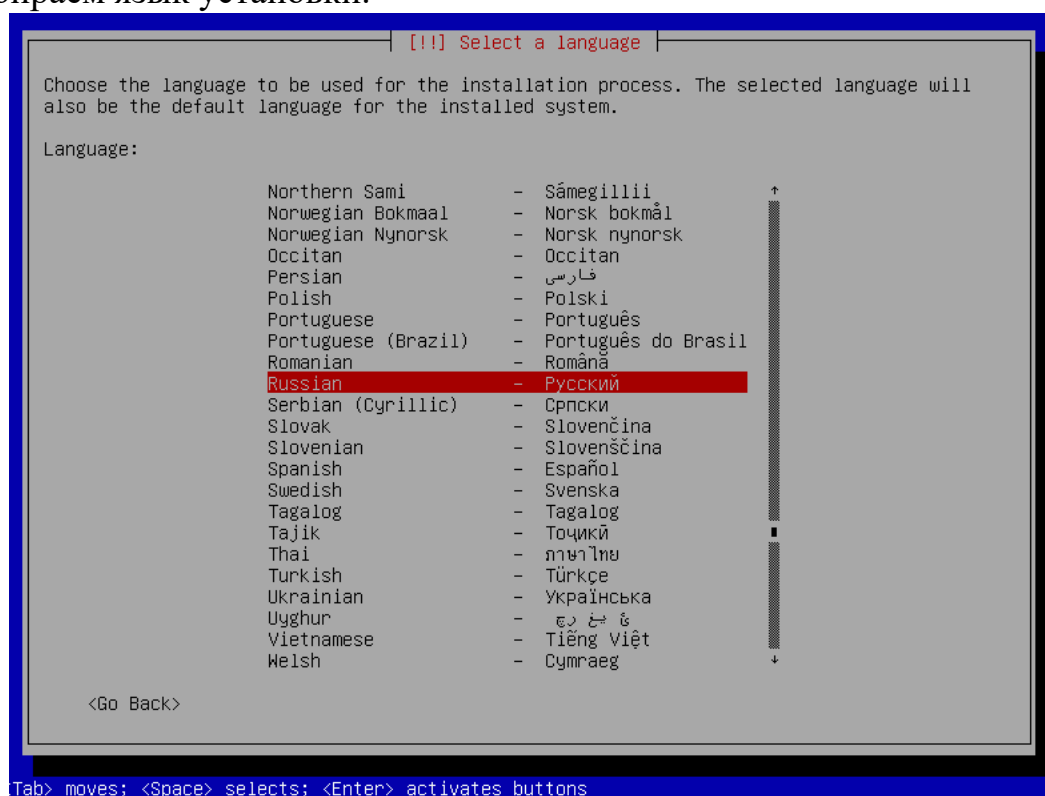 язык установки.
[!!] Select a language
Choose the language to be used for the installation process. The selected language will
also be the default language for the installed system.
Language:
Northern Sami - Sámegillii
Norwegian Bokmaal - Norsk bokmål
Norwegian Nynorsk - Norsk nynorsk
Occitan - Occitan
Persian - فارسی
Polish - Polski
Portuguese - Português
Portuguese (Brazil) - Português do Brasil
Romanian - Română
Russian - Русский
Serbian (Cyrillic) - Српски
Slovak - Slovenčina
Slovenian - Slovenščina
Spanish - Español
Swedish - Svenska
Tagalog - Tagalog
Tajik - Тоҷикӣ
Thai - ภาษาไทย
Turkish - Türkçe
Ukrainian - Українська
Uyghur -
Vietnamese - Tiếng Việt
Welsh - Cymraeg
<Go Back>
Tab> moves; <Space> selects; <Enter> activates buttons